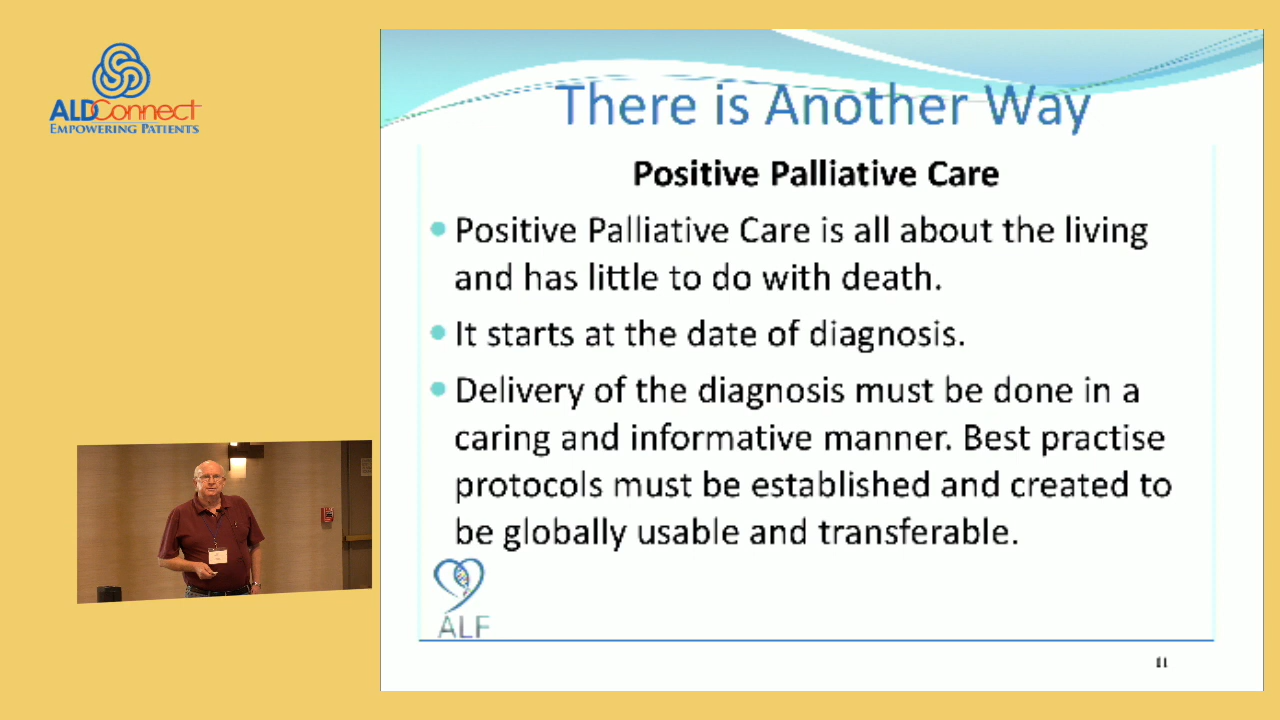 ALDConnect
EMPOWERING PATIENTS
There is Another Way
Positive Palliative Care
• Positive Palliative Care is all about the living
and has little to do with death.
• It starts at the date of diagnosis.
• Delivery of the diagnosis must be done in a
caring and informative manner. Best practise
protocols must be established and created to
be globally usable and transferable.
ALF
11